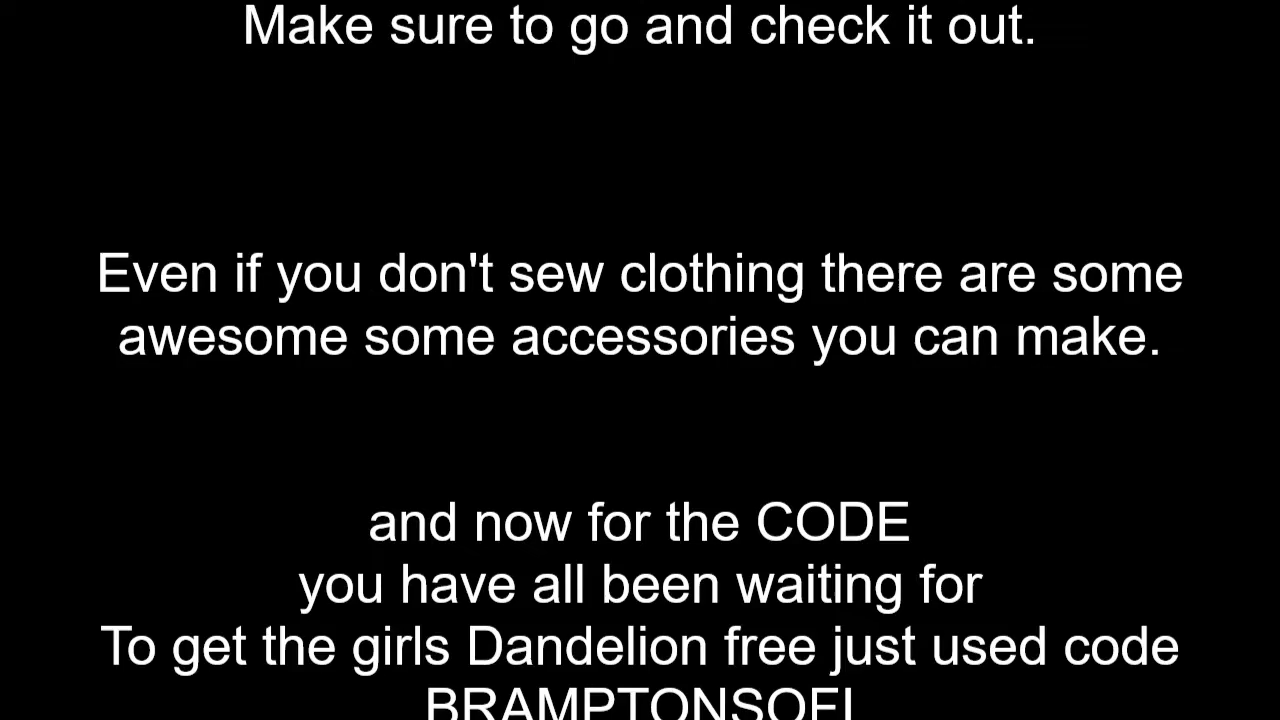 Make sure to go and check it out.
Even if you don't sew clothing there are some
awesome some accessories you can make.
and now for the CODE
you have all been waiting for
To get the girls Dandelion free just used code